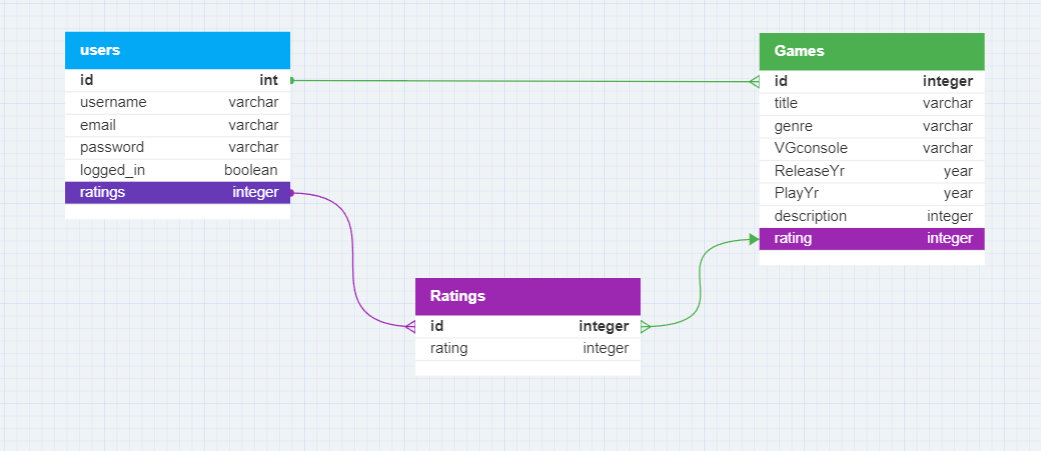 users
id int
username varchar
email varchar
password varchar
logged_in boolean
ratings integer
Games
id integer
title varchar
genre varchar
VGconsole varchar
ReleaseYr year
PlayYr year
description integer
rating integer
Ratings
id integer
rating integer